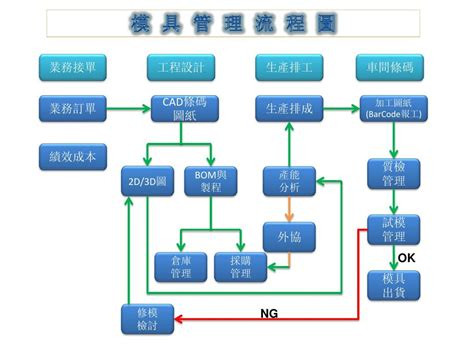 模 具 管 理 流 程 圖
業務接單
工程設計
生產排工
車間條碼
業務訂單
CAD條碼
圖紙
生產排成
加工圖紙
(BarCode報工)
績效成本
2D/3D圖
BOM與
製程
產能
分析
質檢
管理
外協
試模
管理
OK
倉庫
管理
採購
管理
模具
出貨
修模
檢討
NG